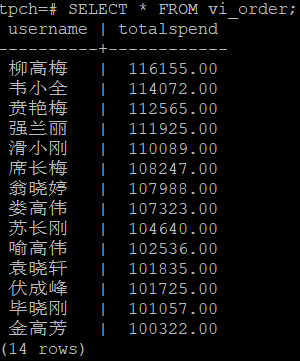 tpch=# SELECT * FROM vi_order;
username | totalspend
----------+------------
柳高梅 | 116155.00
韦小全 | 114072.00
贲艳梅 | 112565.00
强兰丽 | 111925.00
滑小刚 | 110089.00
席长梅 | 108247.00
翁晓婷 | 107988.00
娄高伟 | 107323.00
苏长刚 | 104640.00
喻高伟 | 102536.00
袁晓轩 | 101835.00
伏成峰 | 101725.00
毕晓刚 | 101057.00
金高芳 | 100322.00
(14 rows)